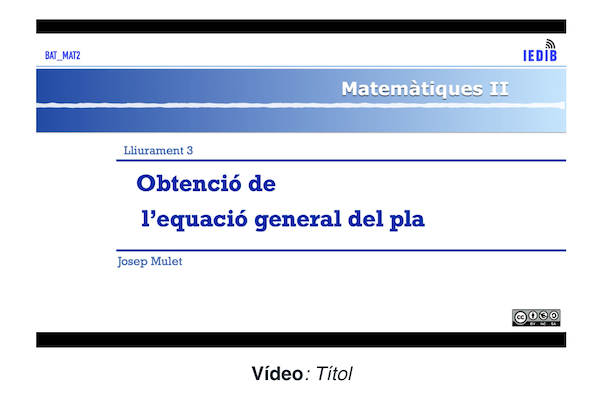 BAT_MAT2
IEDIB
Matemàtiques II
Lliurament 3
Obtenció de
l'equació general del pla
Josep Mulet
cc
BY NC SA
Vídeo: Títol